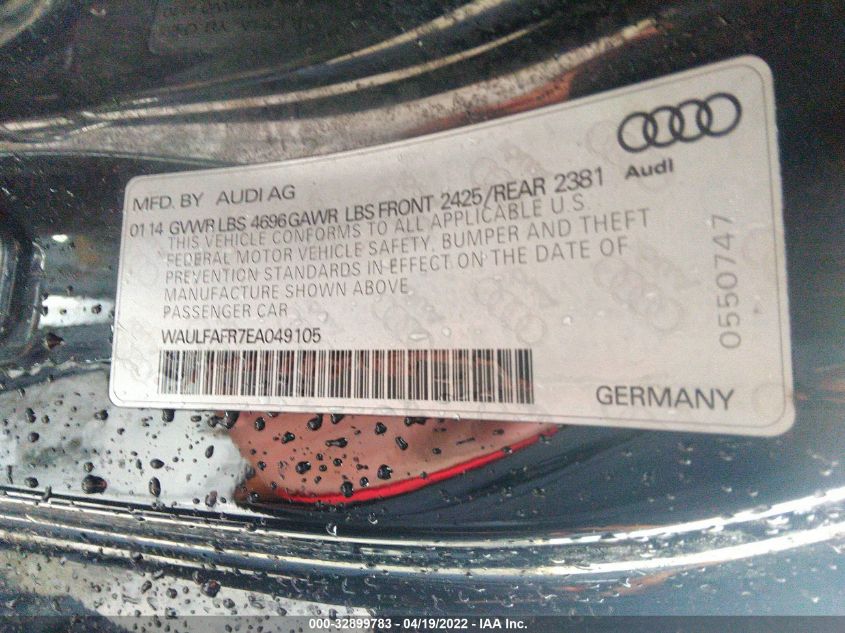 Audi
MFD. BY AUDI AG
01 14 GVWR LBS 4696 GAWR LBS FRONT 2425/REAR 2381
THIS VEHICLE CONFORMS TO ALL APPLICABLE U.S.
FEDERAL MOTOR VEHICLE SAFETY, BUMPER AND THEFT
PREVENTION STANDARDS IN EFFECT ON THE DATE OF
MANUFACTURE SHOWN ABOVE
PASSENGER CAR
WAULFAFR7EA049105
0550747
GERMANY
000-32899783 - 04/19/2022 - IAA Inc.